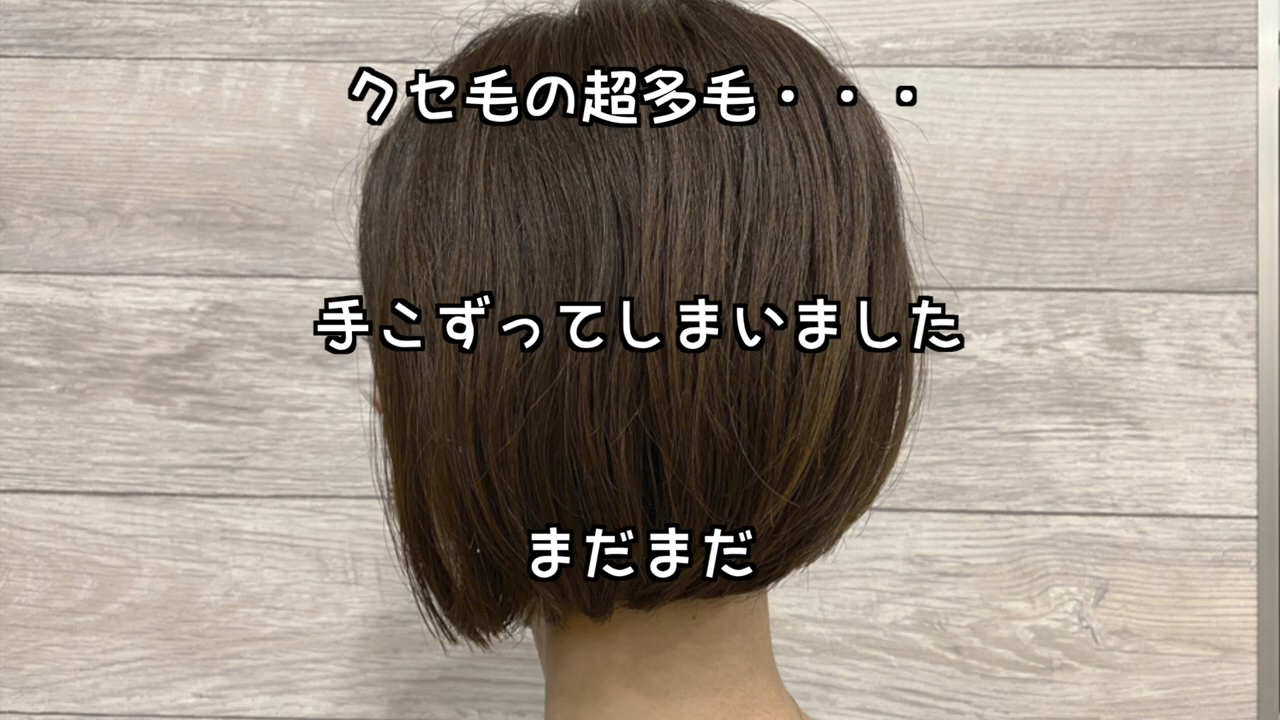 クセ毛の超多毛・・・
手こずってしまいました
まだまだ